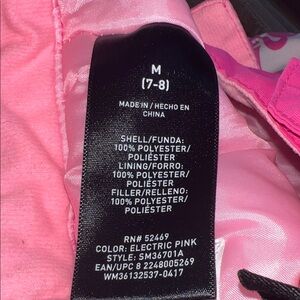 M
(7-8)
MADE IN / HECHO EN
CHINA
SHELL/FUNDA:
100% POLYESTER/
POLIÉSTER
LINING/FORRO:
100% POLYESTER/
POLIÉSTER
FILLER/RELLENO:
100% POLYESTER/
POLIÉSTER
RN# 52469
COLOR: ELECTRIC PINK
STYLE: SM36701A
EAN/UPC 8 2248005269
WM36132537-0417